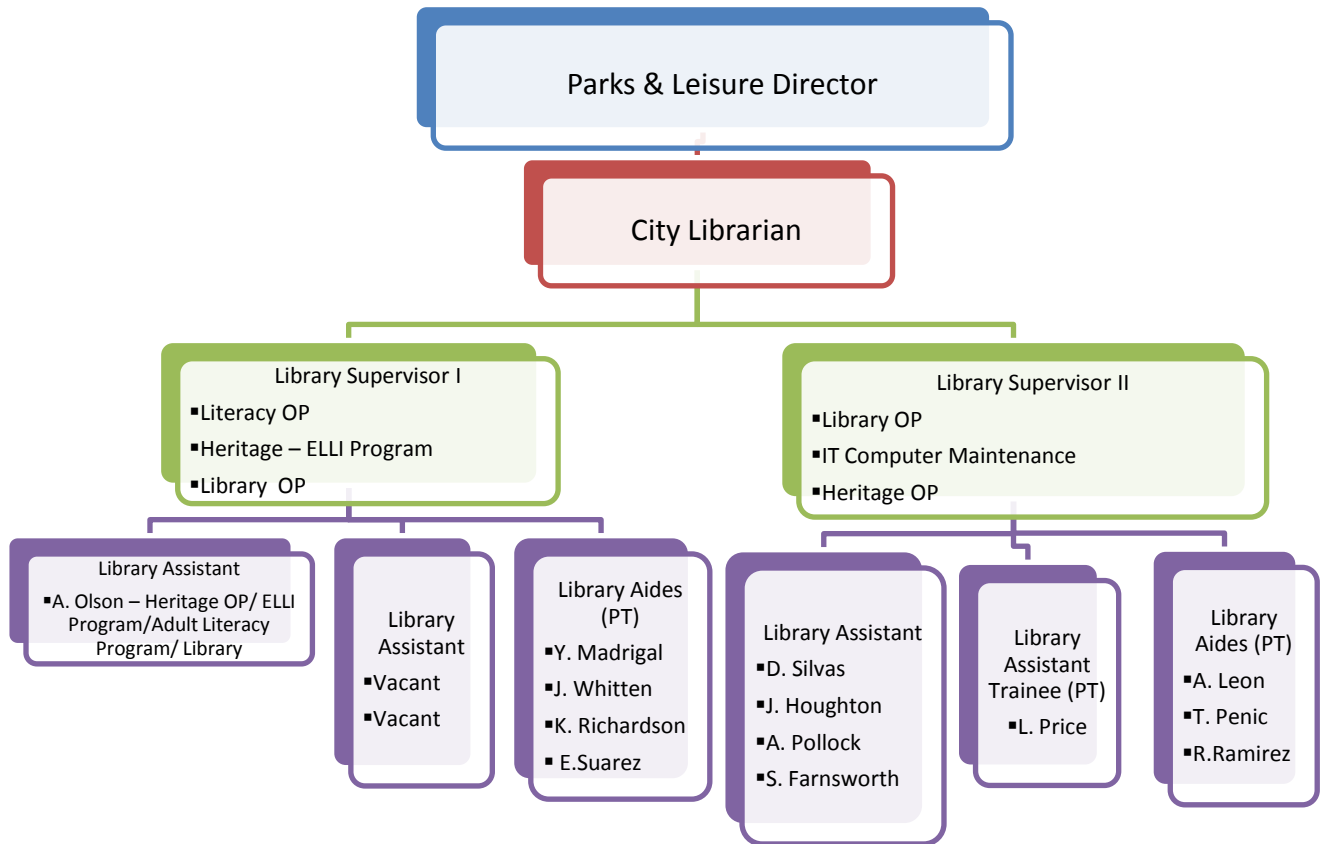 Parks & Leisure Director
City Librarian
Library Supervisor I
▪Literacy OP
▪Heritage – ELLI Program
▪Library OP
Library Supervisor II
▪Library OP
▪IT Computer Maintenance
▪Heritage OP
Library Assistant
▪A. Olson – Heritage OP/ ELLI
Program/Adult Literacy
Program/ Library
Library
Assistant
▪Vacant
▪Vacant
Library Aides
(PT)
▪Y. Madrigal
▪J. Whitten
▪K. Richardson
▪ E.Suarez
Library Assistant
▪D. Silvas
▪J. Houghton
▪A. Pollock
▪S. Farnsworth
Library
Assistant
Trainee (PT)
▪L. Price
Library
Aides (PT)
▪A. Leon
▪T. Penic
▪R.Ramirez